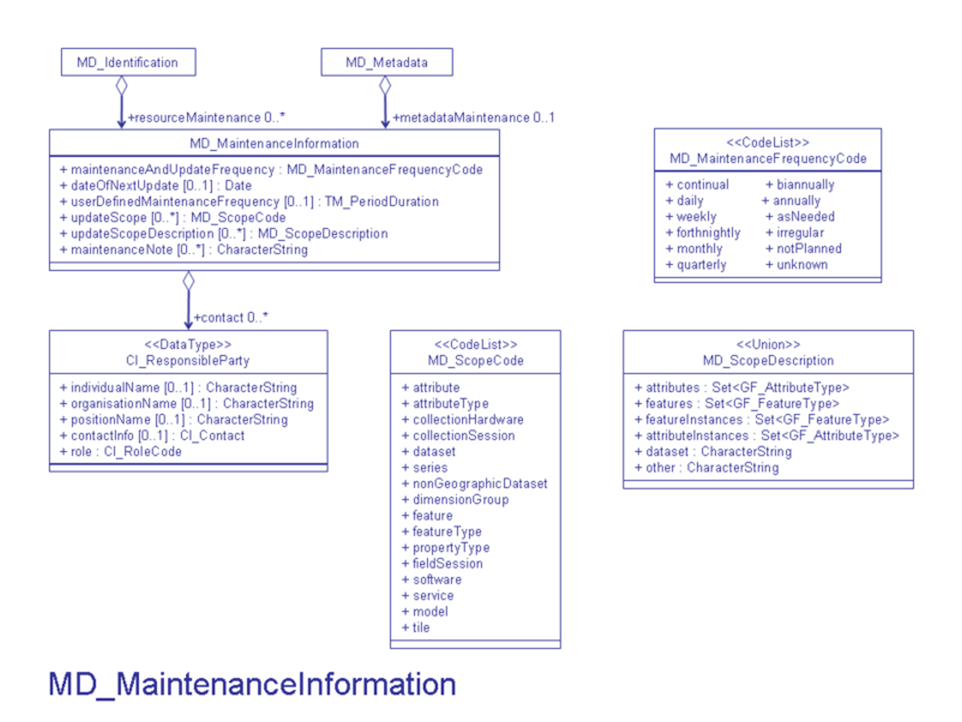 MD_Identification
MD_Metadata
+resourceMaintenance 0..*
+metadataMaintenance 0..1
MD_MaintenanceInformation
+ maintenanceAndUpdateFrequency : MD_MaintenanceFrequencyCode
+ dateOfNextUpdate [0..1] : Date
+ userDefinedMaintenanceFrequency [0..1] : TM_PeriodDuration
+ updateScope [0..*] : MD_ScopeCode
+ updateScopeDescription [0..*] : MD_ScopeDescription
+ maintenanceNote [0..*] : CharacterString
<<CodeList>>
MD_MaintenanceFrequencyCode
+ continual + biannually
+ daily + annually
+ weekly + asNeeded
+ forthnightly + irregular
+ monthly + notPlanned
+ quarterly + unknown
+contact 0..*
<<DataType>>
CI_ResponsibleParty
+ individualName [0..1] : CharacterString
+ organisationName [0..1] : CharacterString
+ positionName [0..1] : CharacterString
+ contactInfo [0..1] : CI_Contact
+ role : CI_RoleCode
<<CodeList>>
MD_ScopeCode
+ attribute
+ attributeType
+ collectionHardware
+ collectionSession
+ dataset
+ series
+ nonGeographicDataset
+ dimensionGroup
+ feature
+ featureType
+ propertyType
+ fieldSession
+ software
+ service
+ model
+ tile
<<Union>>
MD_ScopeDescription
+ attributes : Set<GF_AttributeType>
+ features : Set<GF_FeatureType>
+ featureInstances : Set<GF_FeatureType>
+ attributeInstances : Set<GF_AttributeType>
+ dataset : CharacterString
+ other : CharacterString
MD_MaintenanceInformation